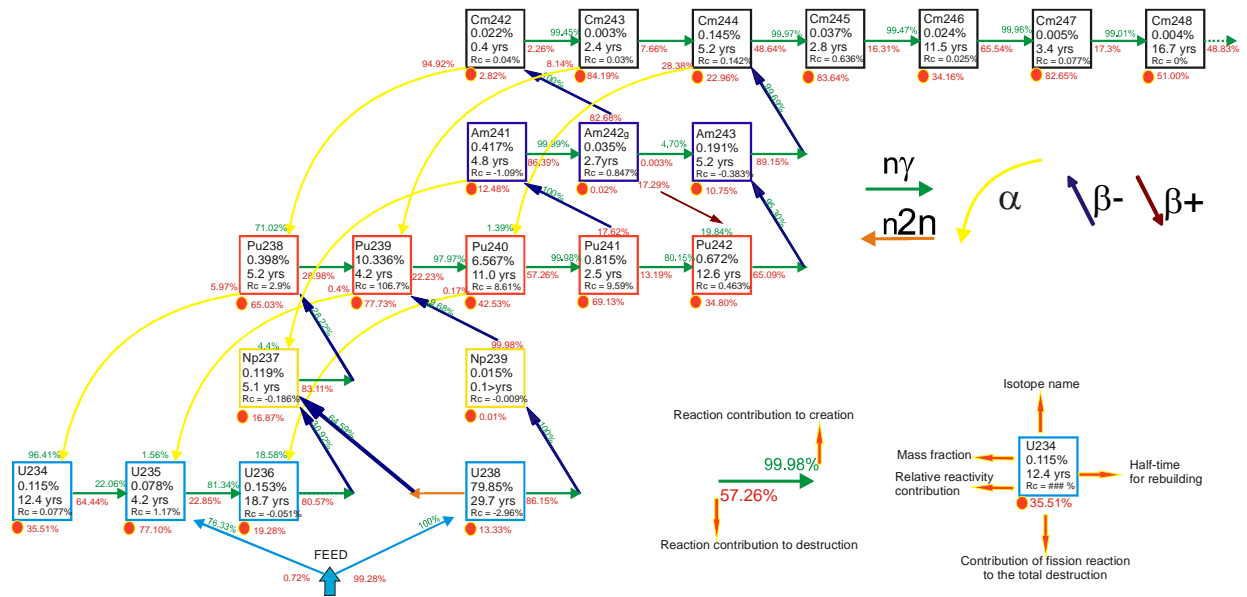 Cm242
0.022%
0.4 yrs
Rc = 0.04%
99.45%
2.26%
Cm243
0.003%
2.4 yrs
Rc = 0.03%
7.66%
Cm244
0.145%
5.2 yrs
Rc = 0.142%
99.97%
48.64%
Cm245
0.037%
2.8 yrs
Rc = 0.636%
99.47%
16.31%
Cm246
0.024%
11.5 yrs
Rc = 0.025%
99.96%
65.54%
Cm247
0.005%
3.4 yrs
Rc = 0.077%
99.01%
17.3%
Cm248
0.004%
16.7 yrs
Rc = 0%
48.83%
94.92%
2.82%
8.14%
84.19%
28.38%
22.96%
83.64%
34.16%
82.65%
51.00%
100%
82.68%
99.69%
Am241
0.417%
4.8 yrs
Rc = -1.09%
99.99%
86.39%
Am242g
0.035%
2.7yrs
Rc = 0.847%
4,70%
0.003%
Am243
0.191%
5.2 yrs
Rc = -0.383%
89.15%
12.48%
0.02%
17.29%
10.75%
100%
95.30%
nγ
n2n
α
β-
β+
71.02%
1.39%
17.62%
19.84%
Pu238
0.398%
5.2 yrs
Rc = 2.9%
28.98%
Pu239
10.336%
4.2 yrs
Rc = 106.7%
97.97%
22.23%
Pu240
6.567%
11.0 yrs
Rc = 8.61%
99.98%
57.26%
Pu241
0.815%
2.5 yrs
Rc = 9.59%
80.15%
13.19%
Pu242
0.672%
12.6 yrs
Rc = 0.463%
65.09%
5.97%
65.03%
0.4%
77.73%
0.17%
42.53%
69.13%
34.80%
28.22%
99.98%
4.4%
Np237
0.119%
5.1 yrs
Rc = -0.186%
83.11%
16.87%
Np239
0.015%
0.1>yrs
Rc = -0.009%
0.01%
64.59%
30.92%
100%
96.41%
1.56%
18.58%
U234
0.115%
12.4 yrs
Rc = 0.077%
22.06%
64.44%
U235
0.078%
4.2 yrs
Rc = 1.17%
81.34%
22.85%
U236
0.153%
18.7 yrs
Rc = -0.051%
80.57%
U238
79.85%
29.7 yrs
Rc = -2.96%
86.15%
35.51%
77.10%
19.28%
13.33%
76.33%
100%
FEED
0.72%
99.28%
Reaction contribution to creation
99.98%
57.26%
Reaction contribution to destruction
Isotope name
Mass fraction
Relative reactivity
contribution
U234
0.115%
12.4 yrs
Rc = ### %
35.51%
Half-time
for rebuilding
Contribution of fission reaction
to the total destruction